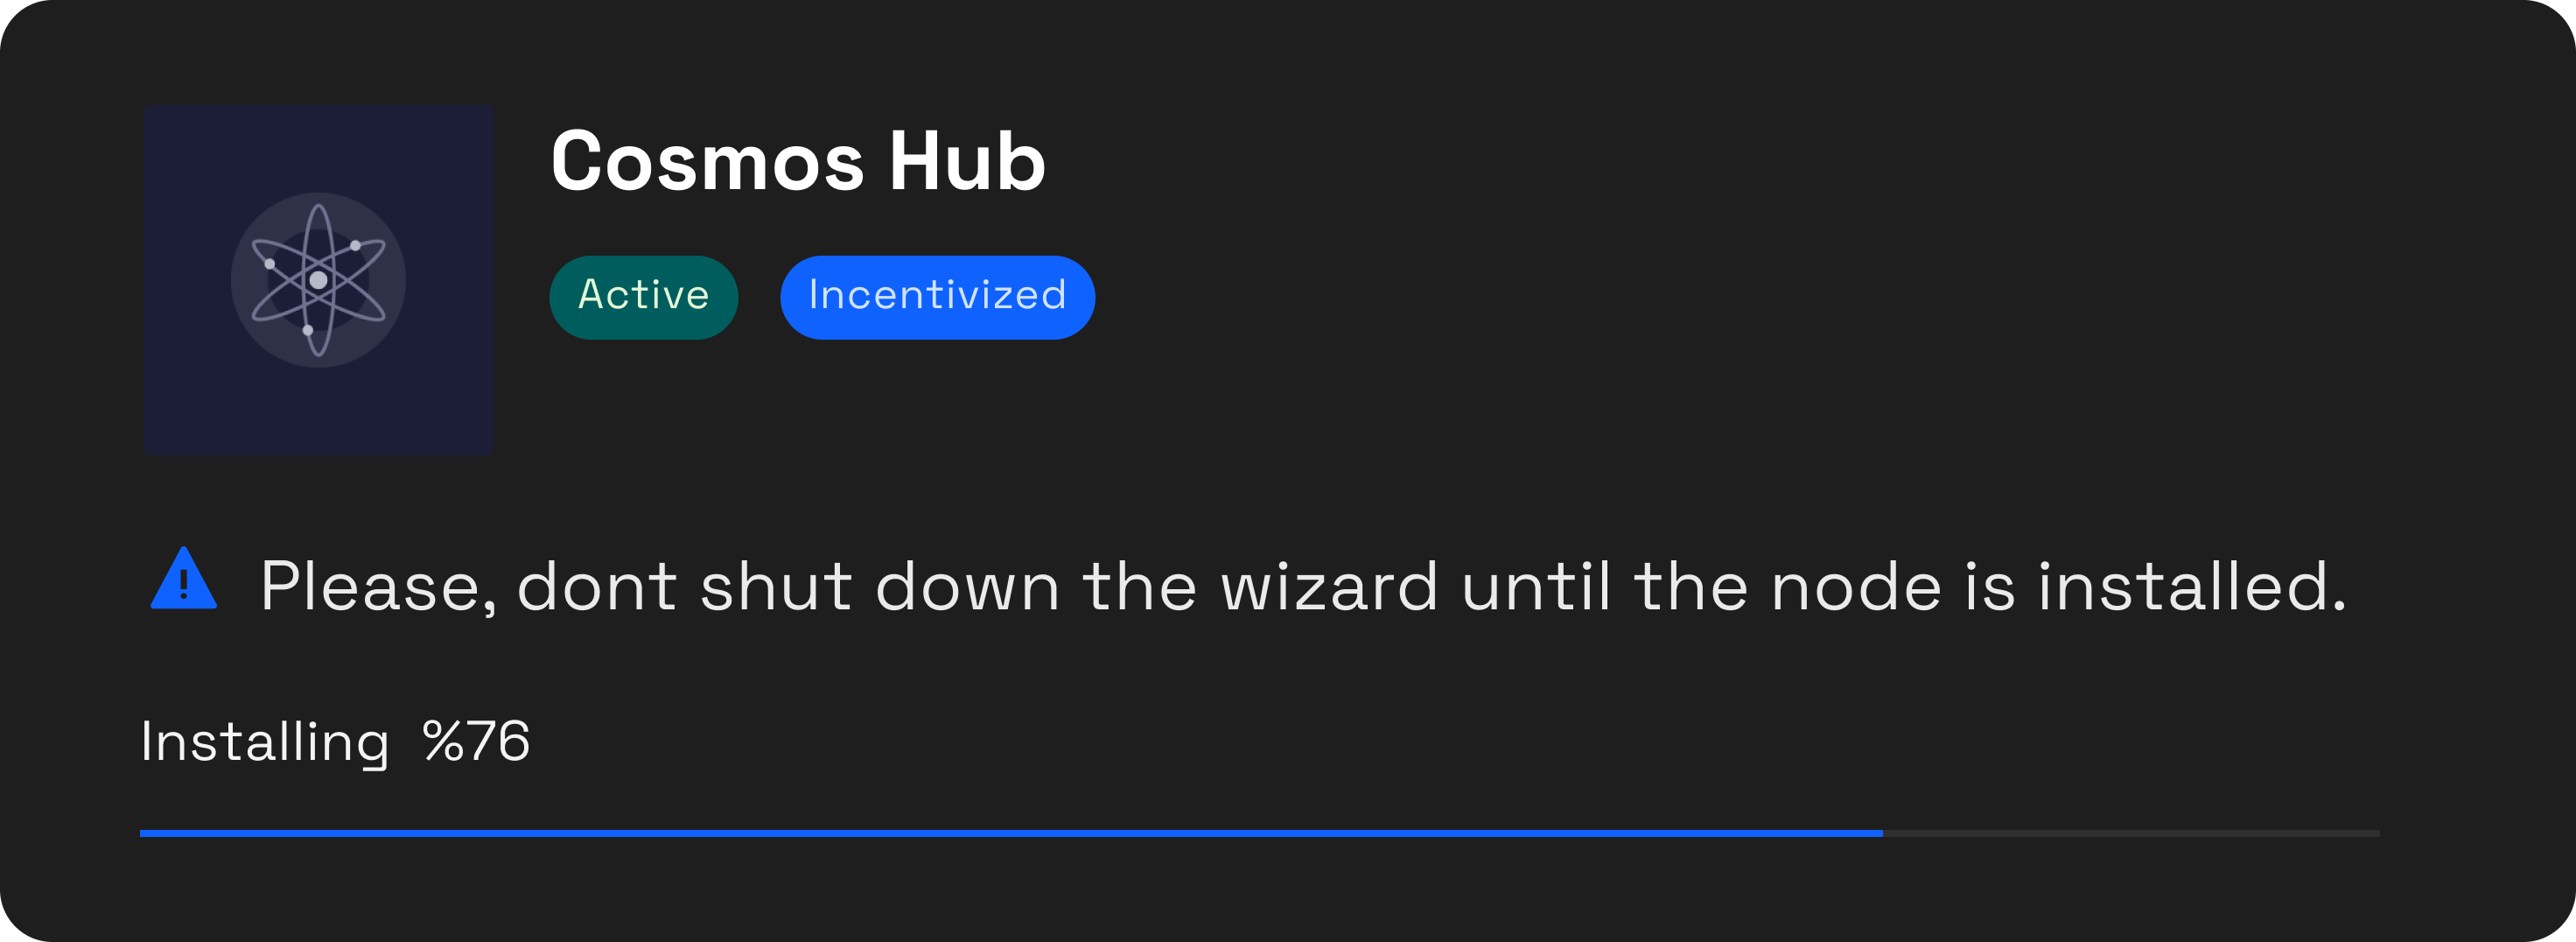 Cosmos Hub
Active Incentivized
Please, dont shut down the wizard until the node is installed.
Installing %76